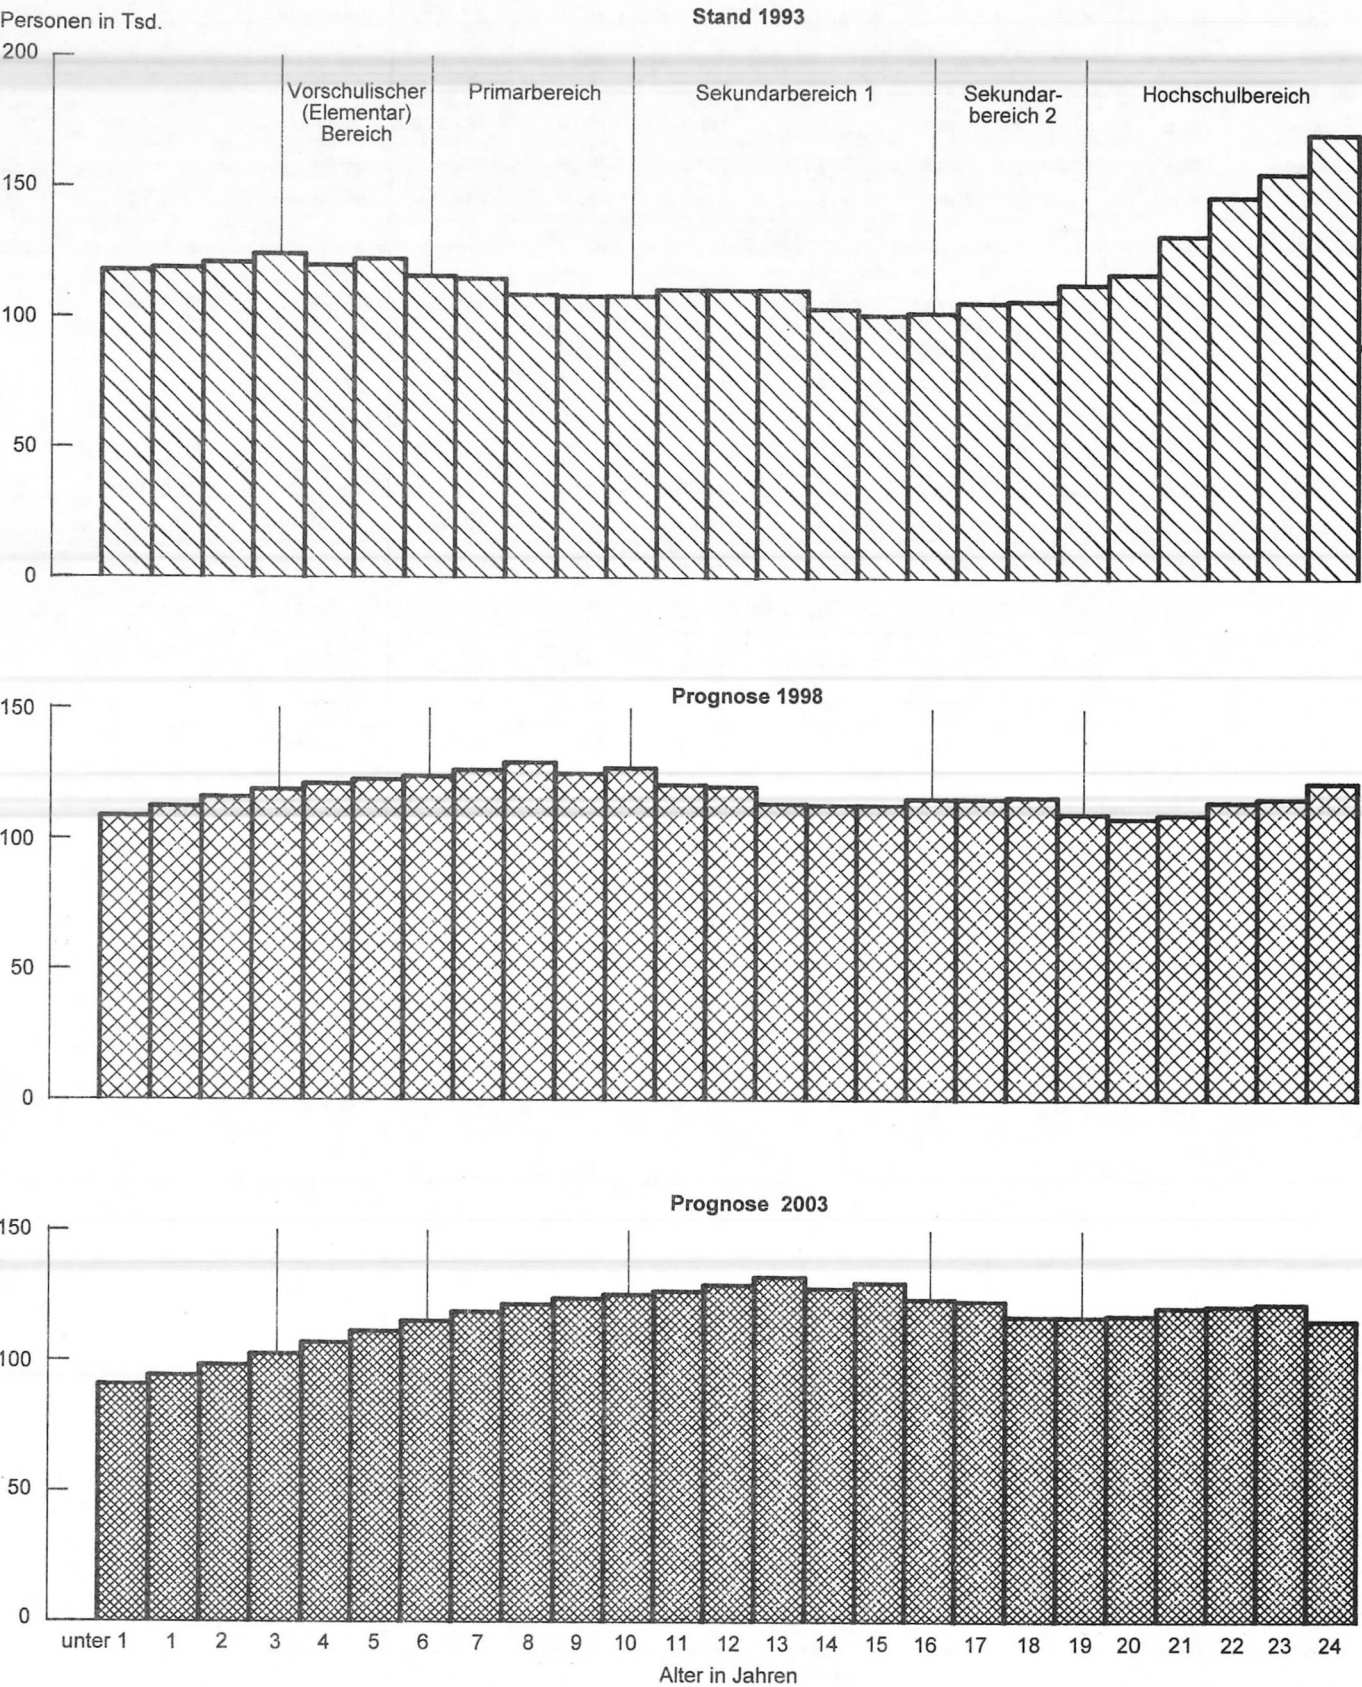 Personen in Tsd.
Stand 1993
200
150
100
50
0
Vorschulischer
(Elementar)
Bereich
Primarbereich
Sekundarbereich 1
Sekundar-
bereich 2
Hochschulbereich
Prognose 1998
150
100
50
0
Prognose 2003
150
100
50
0
unter 1 1 2 3 4 5 6 7 8 9 10 11 12 13 14 15 16 17 18 19 20 21 22 23 24
Alter in Jahren